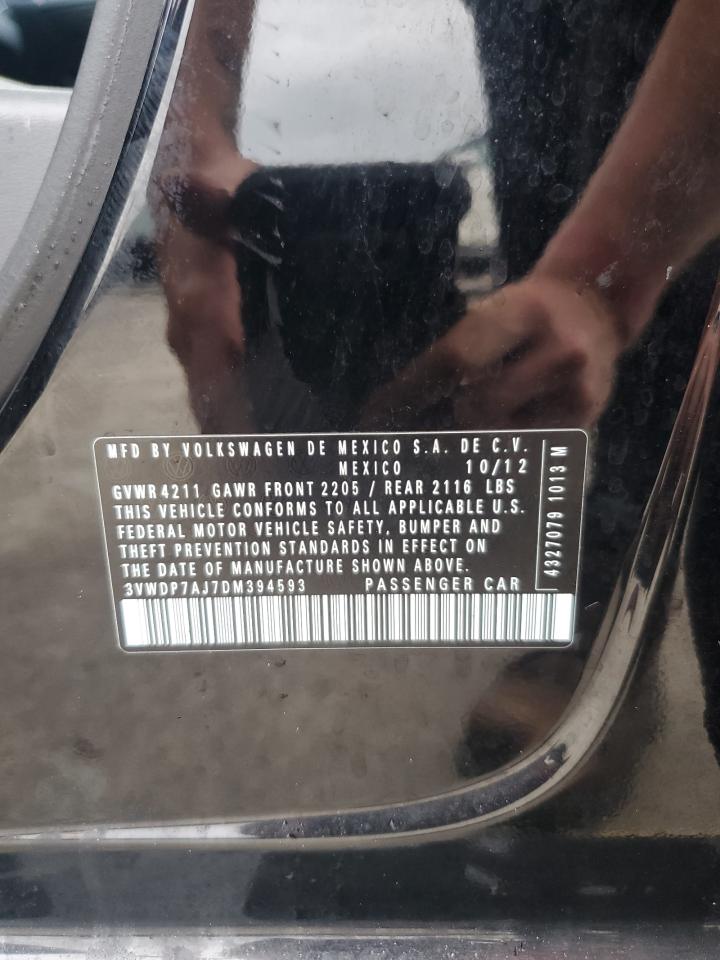 MFD BY VOLKSWAGEN DE MEXICO S.A. DE C.V.
MEXICO 10/12
GVWR 4211 GAWR FRONT 2205 / REAR 2116 LBS
THIS VEHICLE CONFORMS TO ALL APPLICABLE U.S.
FEDERAL MOTOR VEHICLE SAFETY, BUMPER AND
THEFT PREVENTION STANDARDS IN EFFECT ON
THE DATE OF MANUFACTURE SHOWN ABOVE.
3VWDP7AJ7DM394593 PASSENGER CAR
4327079 1013 M